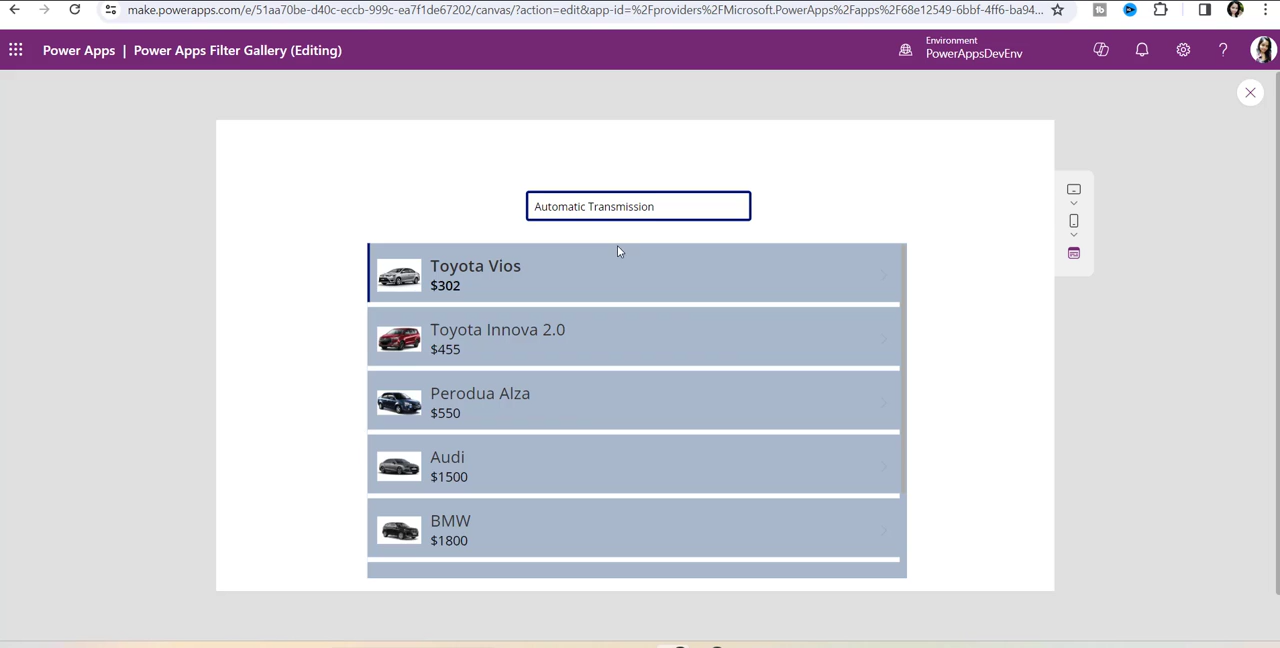 make.powerapps.com/e/51aa70be-d40c-eccb-999c-ea7f1de67202/canvas/?action=edit&app-id=%2Fproviders%2FMicrosoft.PowerApps%2Fapps%2F68e12549-6bbf-4ff6-ba94...
Power Apps | Power Apps Filter Gallery (Editing)
Environment
PowerAppsDevEnv
Automatic Transmission
Toyota Vios
$302
Toyota Innova 2.0
$455
Perodua Alza
$550
Audi
$1500
BMW
$1800